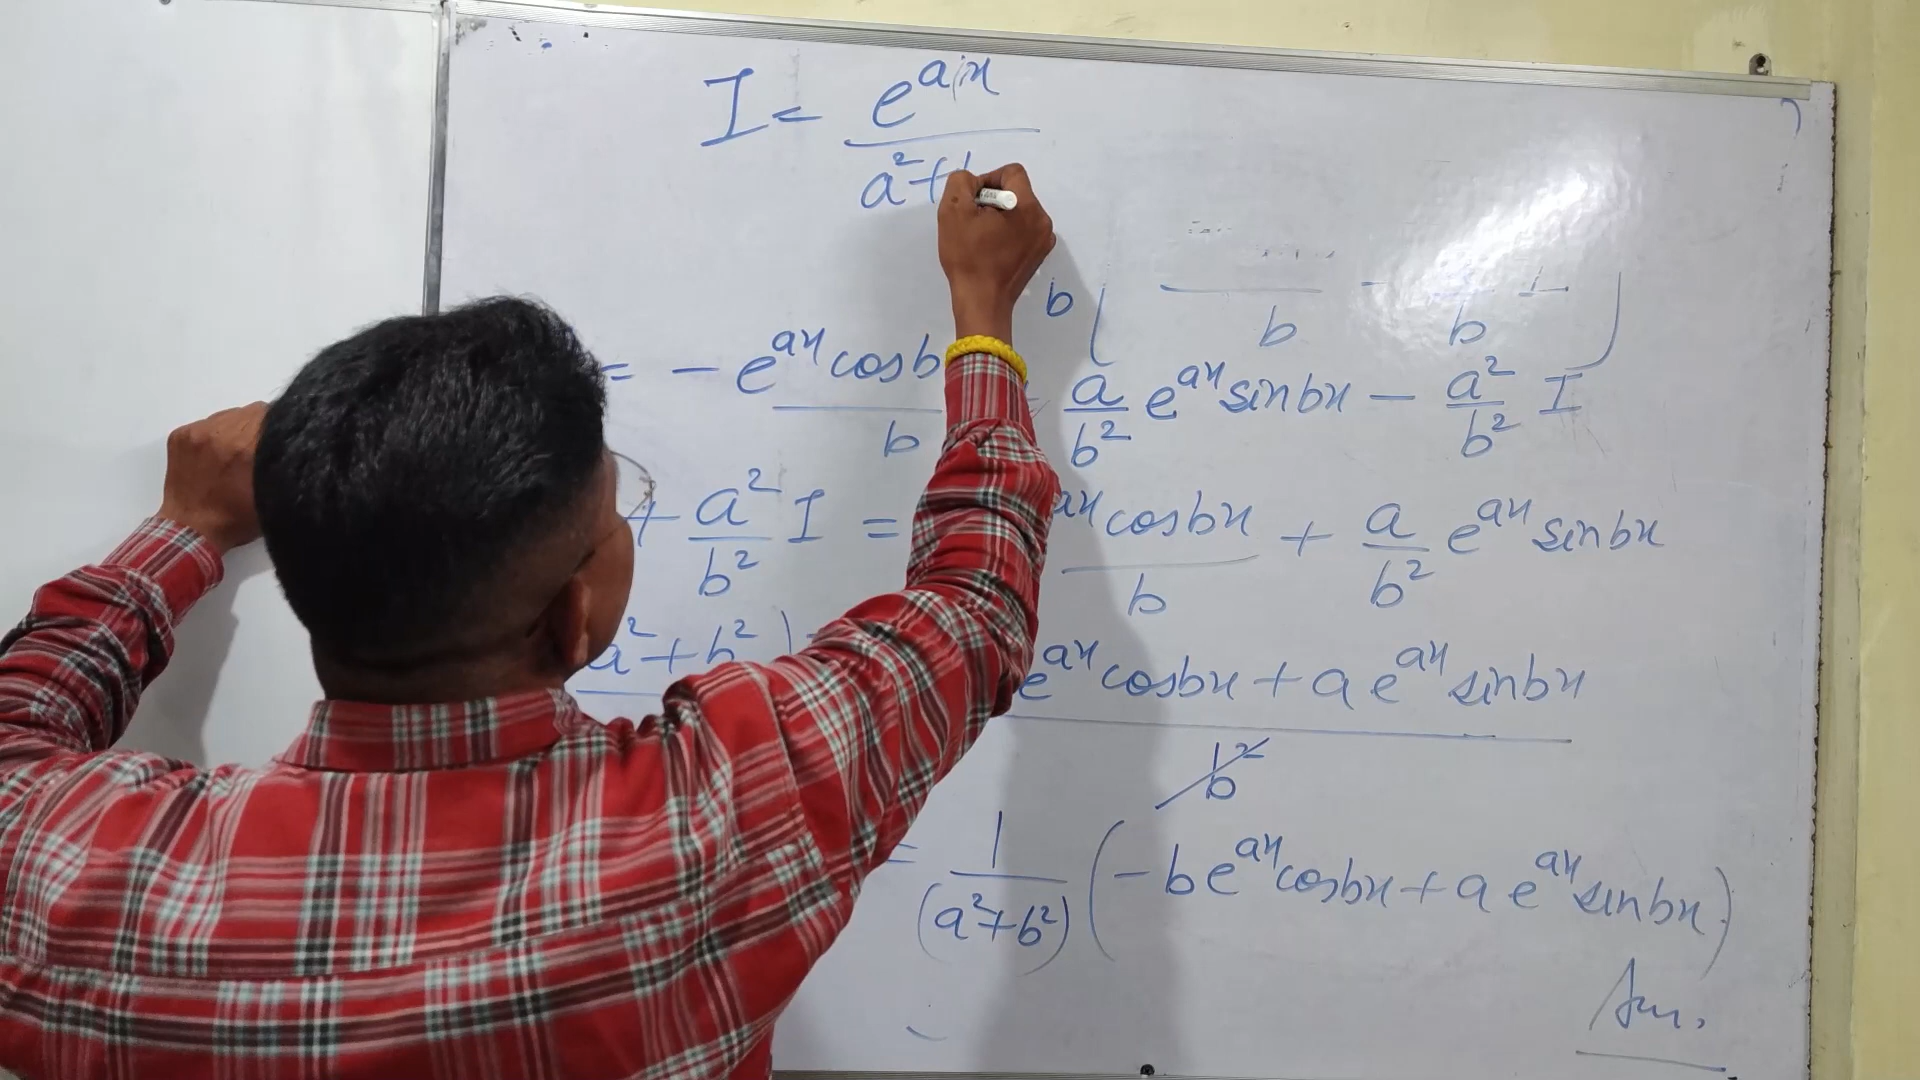 I = e^ax
a² +
b ( b - b I )
= - e^ax cos b b a/b² e^ax sin bx - a²/b² I
+ a²/b² I = ax cos bx / b + a/b² e^ax sin bx
a² + b² ) e^ax cos bx + a e^ax sin bx
b²
= 1/(a²+b²) ( - b e^ax cos bx + a e^ax sin bx )
Ans.